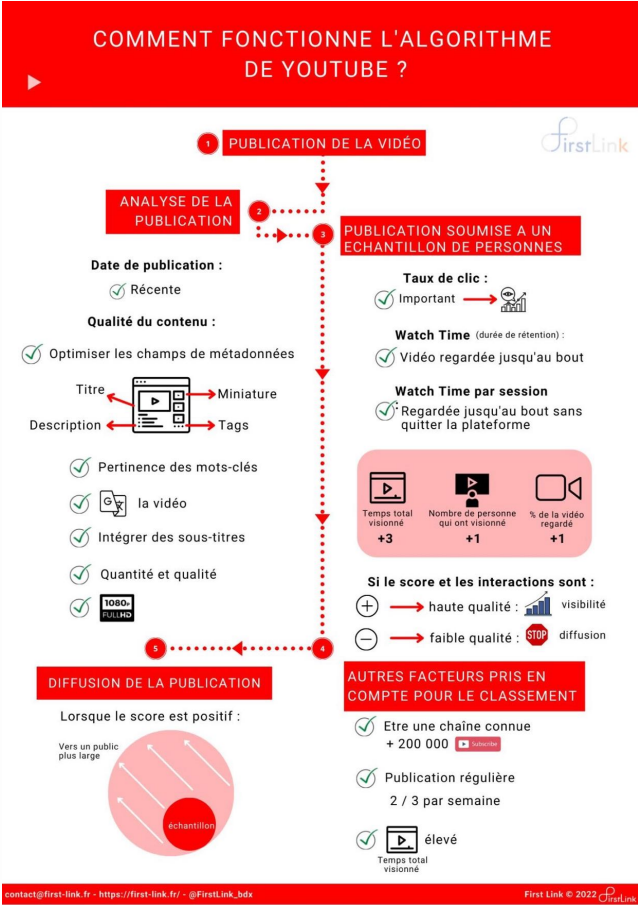 COMMENT FONCTIONNE L'ALGORITHME
DE YOUTUBE ?
FirstLink
1 PUBLICATION DE LA VIDÉO
ANALYSE DE LA
PUBLICATION
2
3
PUBLICATION SOUMISE A UN
ECHANTILLON DE PERSONNES
Date de publication :
Récente
Qualité du contenu :
Optimiser les champs de métadonnées
Titre
Miniature
Description
Tags
Pertinence des mots-clés
G la vidéo
Intégrer des sous-titres
Quantité et qualité
1080P
FULLHD
Taux de clic :
Important
Watch Time (durée de rétention) :
Vidéo regardée jusqu'au bout
Watch Time par session
Regardée jusqu'au bout sans
quitter la plateforme
Temps total
visionné
+3
Nombre de personne
qui ont visionné
+1
% de la vidéo
regardé
+1
Si le score et les interactions sont :
+ haute qualité : visibilité
− faible qualité : STOP diffusion
5
4
DIFFUSION DE LA PUBLICATION
Lorsque le score est positif :
Vers un public
plus large
échantillon
AUTRES FACTEURS PRIS EN
COMPTE POUR LE CLASSEMENT
Etre une chaîne connue
+ 200 000 Subscribe
Publication régulière
2 / 3 par semaine
élevé
Temps total
visionné
contact@first-link.fr - https://first-link.fr/ - @FirstLink_bdx
First Link © 2022 FirstLink